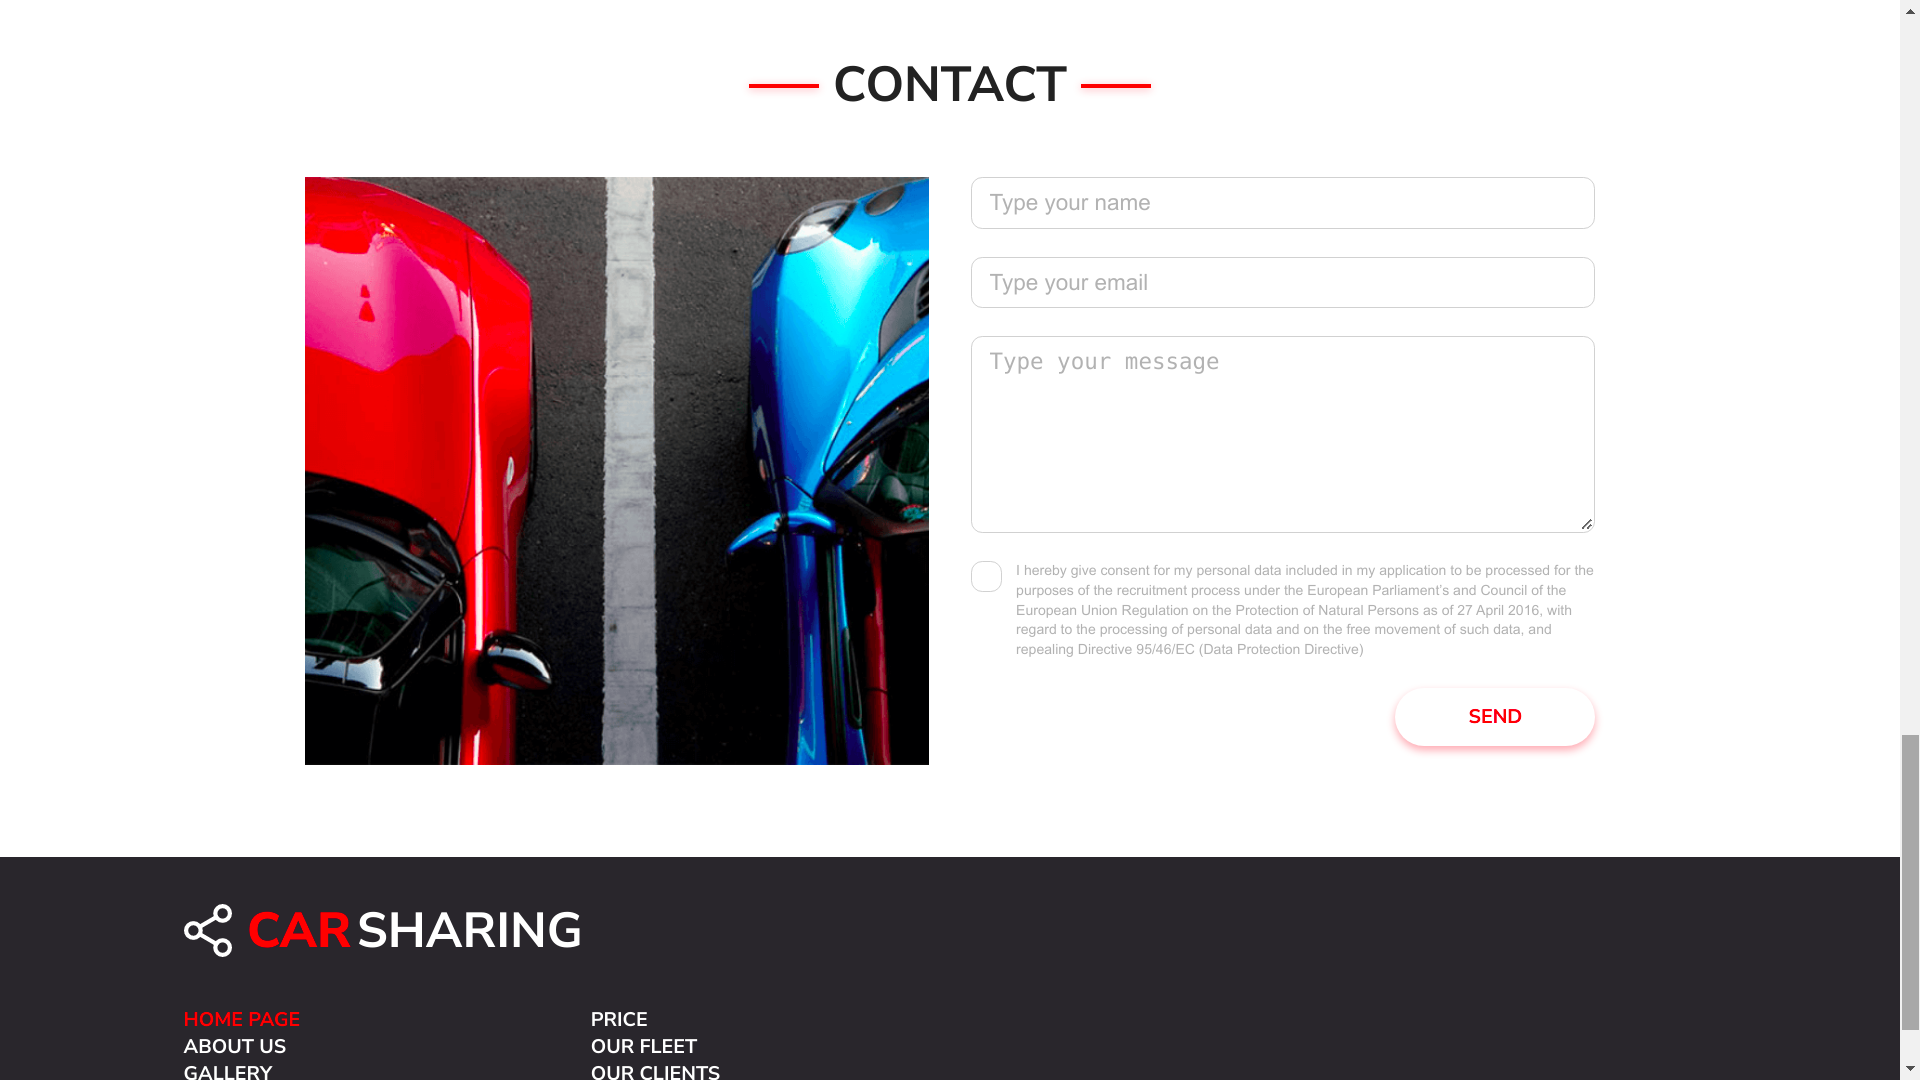 CONTACT
Type your name
Type your email
Type your message
I hereby give consent for my personal data included in my application to be processed for the
purposes of the recruitment process under the European Parliament’s and Council of the
European Union Regulation on the Protection of Natural Persons as of 27 April 2016, with
regard to the processing of personal data and on the free movement of such data, and
repealing Directive 95/46/EC (Data Protection Directive)
SEND
CAR SHARING
HOME PAGE
ABOUT US
GALLERY
PRICE
OUR FLEET
OUR CLIENTS